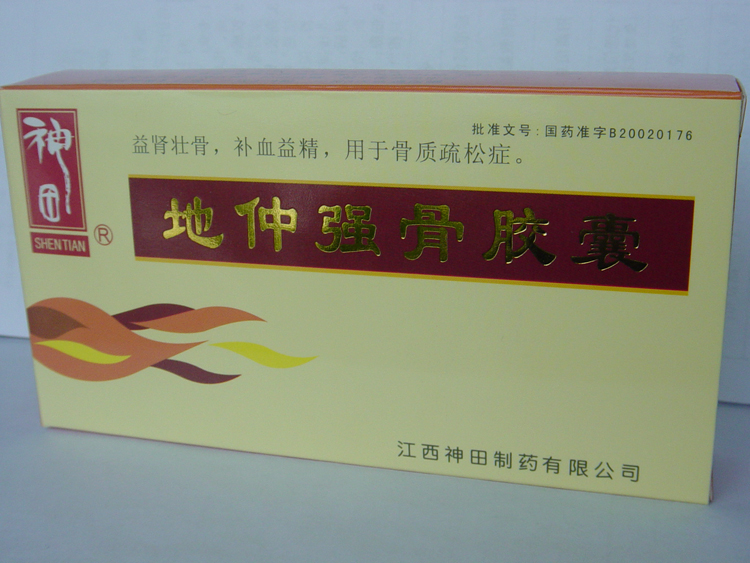 神田
SHENTIAN ®
批准文号:国药准字B20020176
益肾壮骨，补血益精，用于骨质疏松症。
地仲强骨胶囊
江西神田制药有限公司